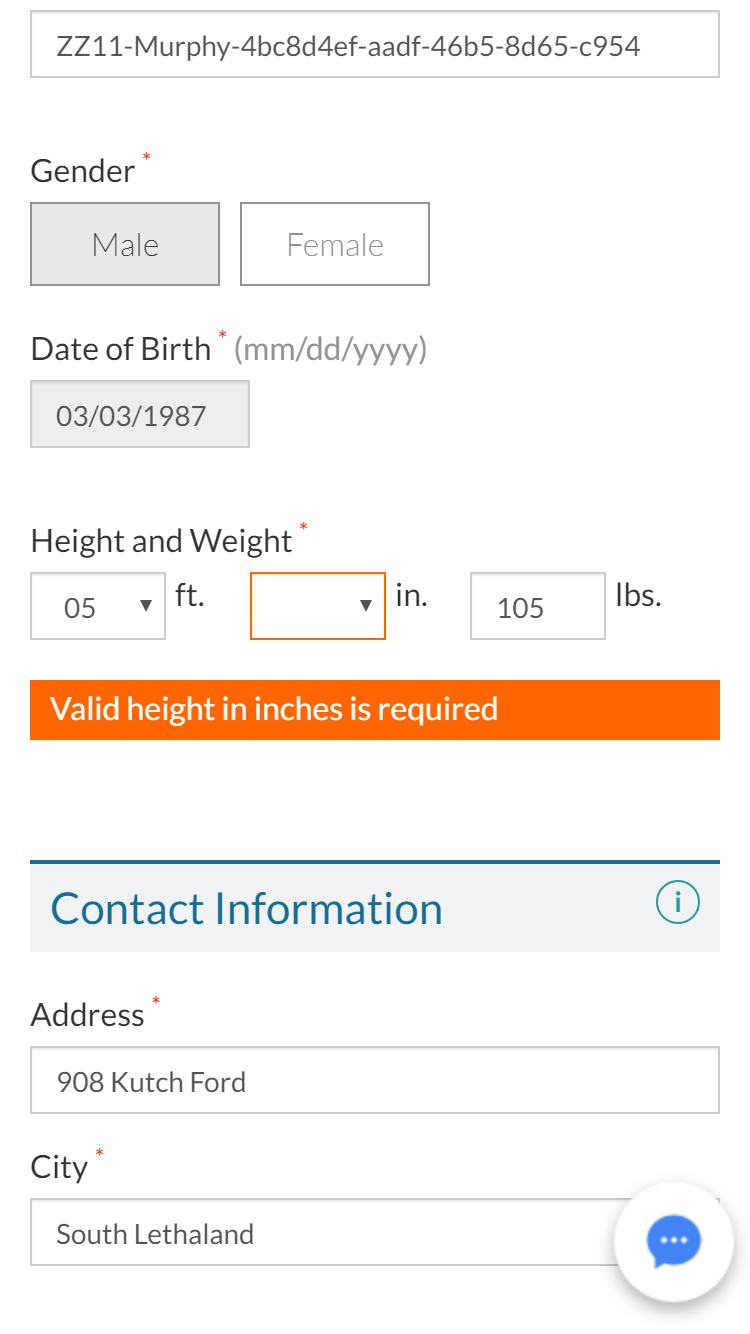 ZZ11-Murphy-4bc8d4ef-aadf-46b5-8d65-c954
Gender *
Male Female
Date of Birth * (mm/dd/yyyy)
03/03/1987
Height and Weight *
05 ▼ ft. ▼ in. 105 lbs.
Valid height in inches is required
Contact Information i
Address *
908 Kutch Ford
City *
South Lethaland